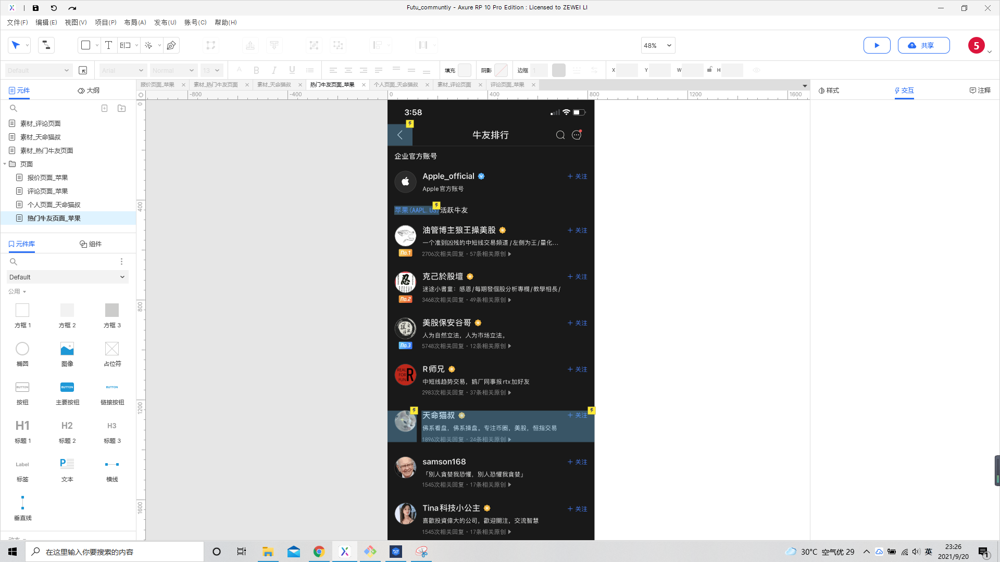 Futu_communtiy - Axure RP 10 Pro Edition : Licensed to ZEWEI LI
文件(F) 编辑(E) 视图(V) 项目(P) 布局(A) 发布(U) 账号(C) 帮助(H)
48%
共享
5
Default Arial Normal 13 A B I U 填充 阴影 边框 1 X Y W H
元件 大纲
报价页面_苹果 素材_热门牛友页面 素材_天命猫叔 热门牛友页面_苹果 个人页面_天命猫叔 素材_评论页面 评论页面_苹果
样式 交互 注释
-800 -400 0 400 800 1200 1600
0
400
800
1200
1600
素材_评论页面
素材_天命猫叔
素材_热门牛友页面
页面
报价页面_苹果
评论页面_苹果
个人页面_天命猫叔
热门牛友页面_苹果
元件库 组件
Default
公用
方框 1 方框 2 方框 3
椭圆 图像 占位符
BUTTON BUTTON BUTTON
按钮 主要按钮 链接按钮
H1 H2 H3
标题 1 标题 2 标题 3
Label
标签 文本 横线
垂直线
3:58
牛友排行
企业官方账号
Apple_official
+ 关注
Apple官方账号
苹果(AAPL.US)活跃牛友
油管博主狼王操美股
+ 关注
一个准到凶残的中短线交易频道/左侧为王/量化...
No.1
2706次相关回复·57条相关原创
克己於股壇
+ 关注
迷途小書童：感恩/每期發個股分析專欄/教學相長/
No.2
3468次相关回复·49条相关原创
美股保安谷哥
+ 关注
人为自然立法，人为市场立法。
No.3
5748次相关回复·12条相关原创
REAL FOR FUN R
R师兄
+ 关注
中短线趋势交易，鹅厂同事报rtx加好友
2983次相关回复·37条相关原创
天命猫叔
+ 关注
佛系看盘，佛系操盘。专注币圈，美股，恒指交易
1896次相关回复·24条相关原创
samson168
+ 关注
「別人貪婪我恐懼，別人恐懼我貪婪」
1545次相关回复·17条相关原创
Tina科技小公主
+ 关注
喜歡投資偉大的公司，歡迎關注，交流智慧
1545次相关回复·17条相关原创
在这里输入你要搜索的内容
30°C 空气优 29
英
23:26
2021/9/20
1